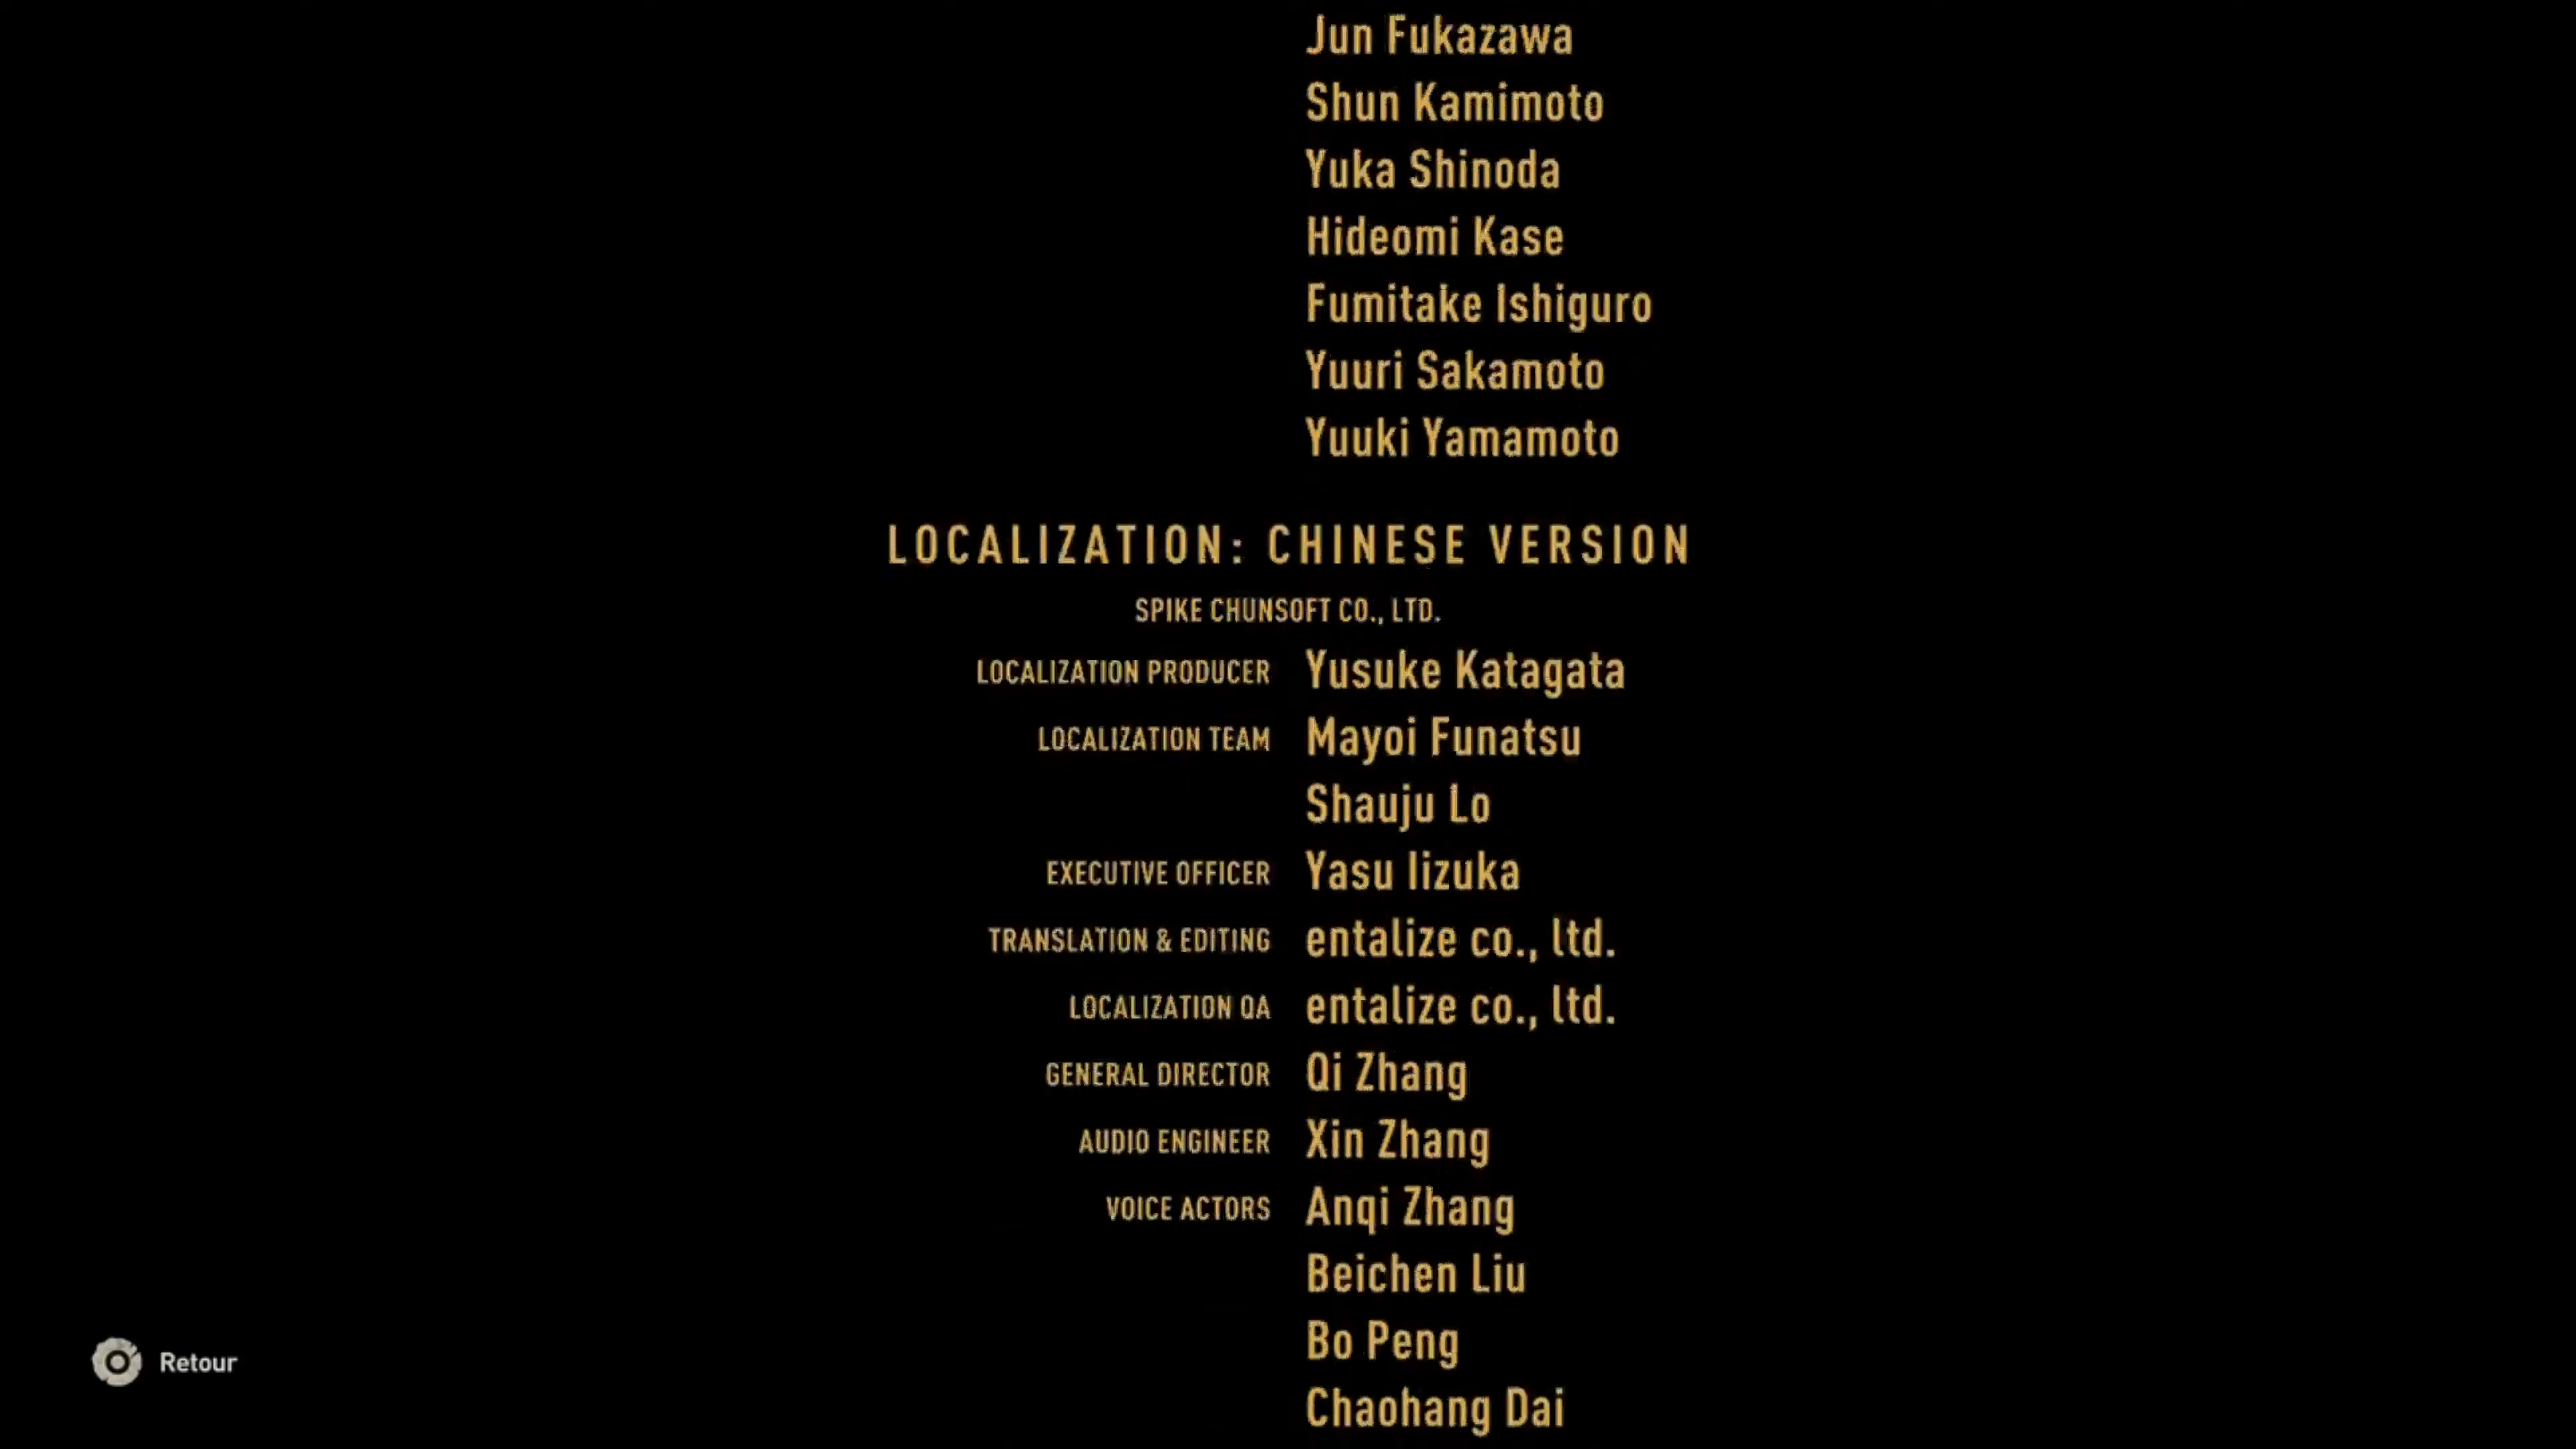 Jun Fukazawa
Shun Kamimoto
Yuka Shinoda
Hideomi Kase
Fumitake Ishiguro
Yuuri Sakamoto
Yuuki Yamamoto
LOCALIZATION: CHINESE VERSION
SPIKE CHUNSOFT CO., LTD.
LOCALIZATION PRODUCER Yusuke Katagata
LOCALIZATION TEAM Mayoi Funatsu
Shauju Lo
EXECUTIVE OFFICER Yasu Iizuka
TRANSLATION & EDITING entalize co., ltd.
LOCALIZATION QA entalize co., ltd.
GENERAL DIRECTOR Qi Zhang
AUDIO ENGINEER Xin Zhang
VOICE ACTORS Anqi Zhang
Beichen Liu
Bo Peng
Retour
Chaohang Dai